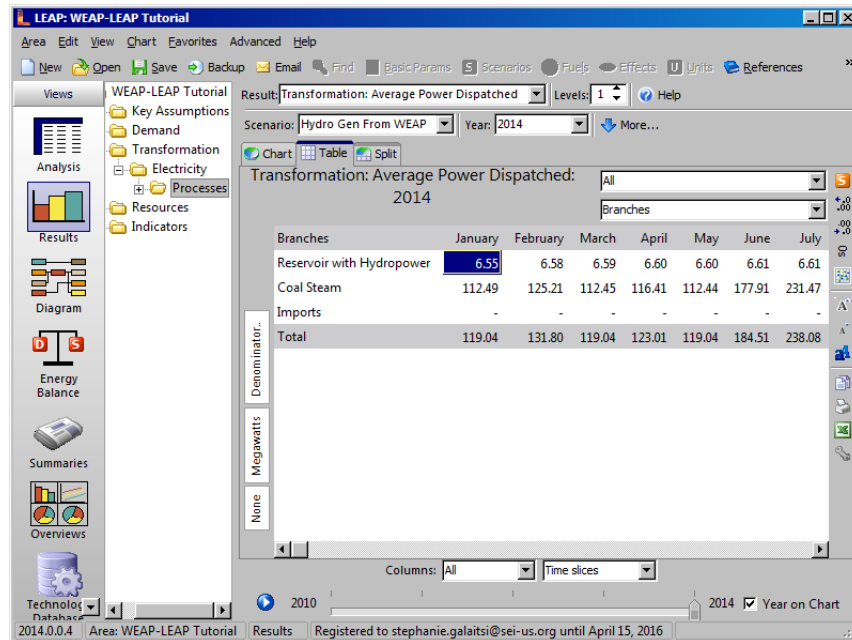 LEAP: WEAP-LEAP Tutorial
Area Edit View Chart Favorites Advanced Help
New Open Save Backup Email Find Basic Params Scenarios Fuels Effects Units References »
Views
Analysis
Results
Diagram
Energy
Balance
Summaries
Overviews
Technolog
Database
WEAP-LEAP Tutorial
Key Assumptions
Demand
Transformation
Electricity
Processes
Resources
Indicators
Result: Transformation: Average Power Dispatched Levels: 1 Help
Scenario: Hydro Gen From WEAP Year: 2014 More...
Chart Table Split
Transformation: Average Power Dispatched:
2014
All
Branches
Branches January February March April May June July
Reservoir with Hydropower 6.55 6.58 6.59 6.60 6.60 6.61 6.61
Coal Steam 112.49 125.21 112.45 116.41 112.44 177.91 231.47
Imports - - - - - - -
Total 119.04 131.80 119.04 123.01 119.04 184.51 238.08
Denominator..
Megawatts
None
Columns: All Time slices
2010 2014 Year on Chart
2014.0.0.4 Area: WEAP-LEAP Tutorial Results Registered to stephanie.galaitsi@sei-us.org until April 15, 2016